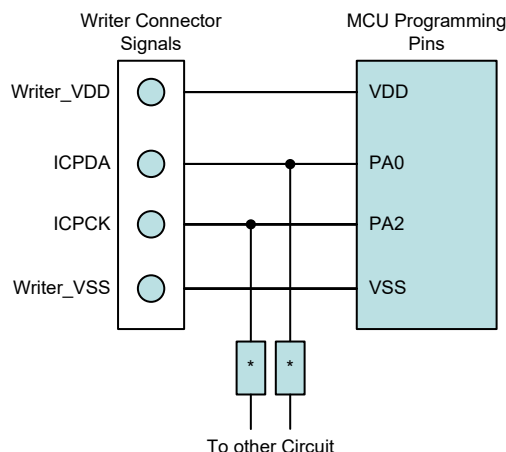 Writer Connector
Signals
MCU Programming
Pins
Writer_VDD
VDD
ICPDA
PA0
ICPCK
PA2
Writer_VSS
VSS
*
*
To other Circuit